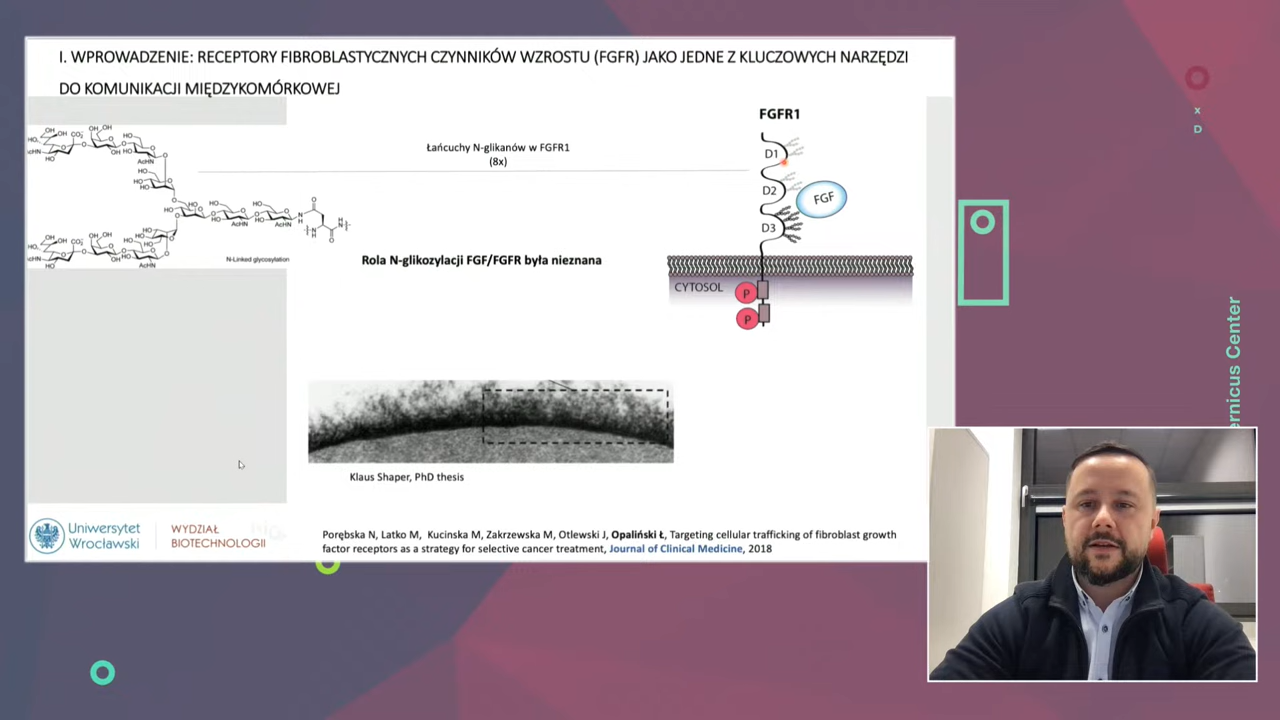 I. WPROWADZENIE: RECEPTORY FIBROBLASTYCZNYCH CZYNNIKÓW WZROSTU (FGFR) JAKO JEDNE Z KLUCZOWYCH NARZĘDZI
DO KOMUNIKACJI MIĘDZYKOMÓRKOWEJ
Łańcuchy N-glikanów w FGFR1
(8x)
N-Linked glycosylation
Rola N-glikozylacji FGF/FGFR była nieznana
FGFR1
D1
D2
FGF
D3
CYTOSOL
P
P
Klaus Shaper, PhD thesis
Uniwersytet
Wrocławski
WYDZIAŁ
BIOTECHNOLOGII
Porębska N, Latko M, Kucinska M, Zakrzewska M, Otlewski J, Opaliński Ł, Targeting cellular trafficking of fibroblast growth
factor receptors as a strategy for selective cancer treatment, Journal of Clinical Medicine, 2018
x
D
ernicus Center